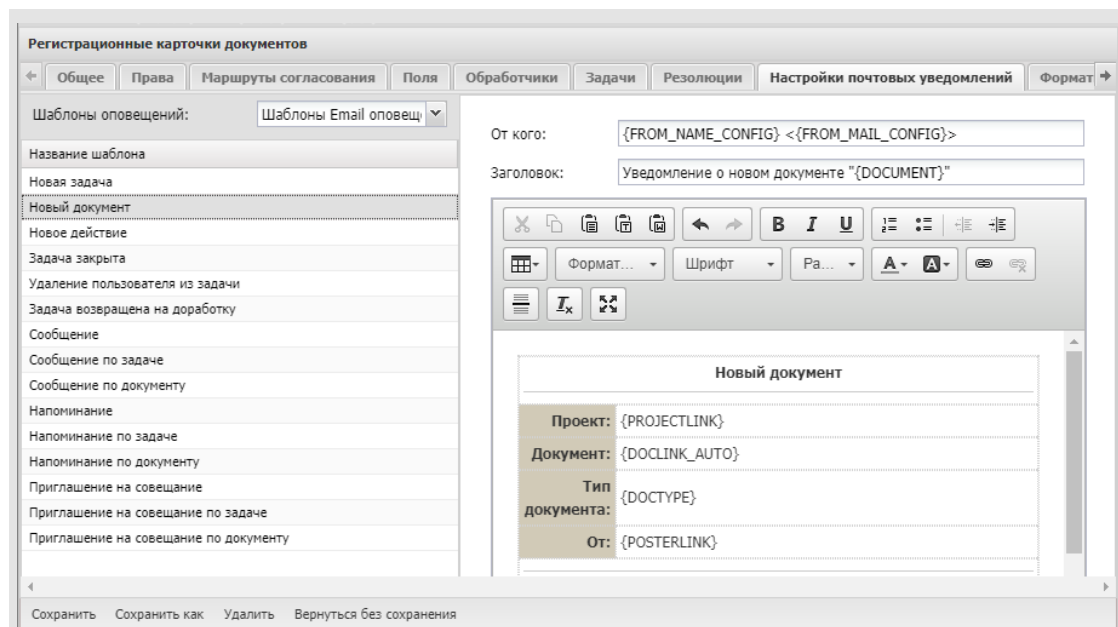 Регистрационные карточки документов
Общее Права Маршруты согласования Поля Обработчики Задачи Резолюции Настройки почтовых уведомлений Формат
Шаблоны оповещений: Шаблоны Email оповещ
Название шаблона
Новая задача
Новый документ
Новое действие
Задача закрыта
Удаление пользователя из задачи
Задача возвращена на доработку
Сообщение
Сообщение по задаче
Сообщение по документу
Напоминание
Напоминание по задаче
Напоминание по документу
Приглашение на совещание
Приглашение на совещание по задаче
Приглашение на совещание по документу
От кого: {FROM_NAME_CONFIG} <{FROM_MAIL_CONFIG}>
Заголовок: Уведомление о новом документе "{DOCUMENT}"
B I U
Формат... Шрифт Ра... A A
Tx
Новый документ
Проект: {PROJECTLINK}
Документ: {DOCLINK_AUTO}
Тип
документа: {DOCTYPE}
От: {POSTERLINK}
Сохранить Сохранить как Удалить Вернуться без сохранения